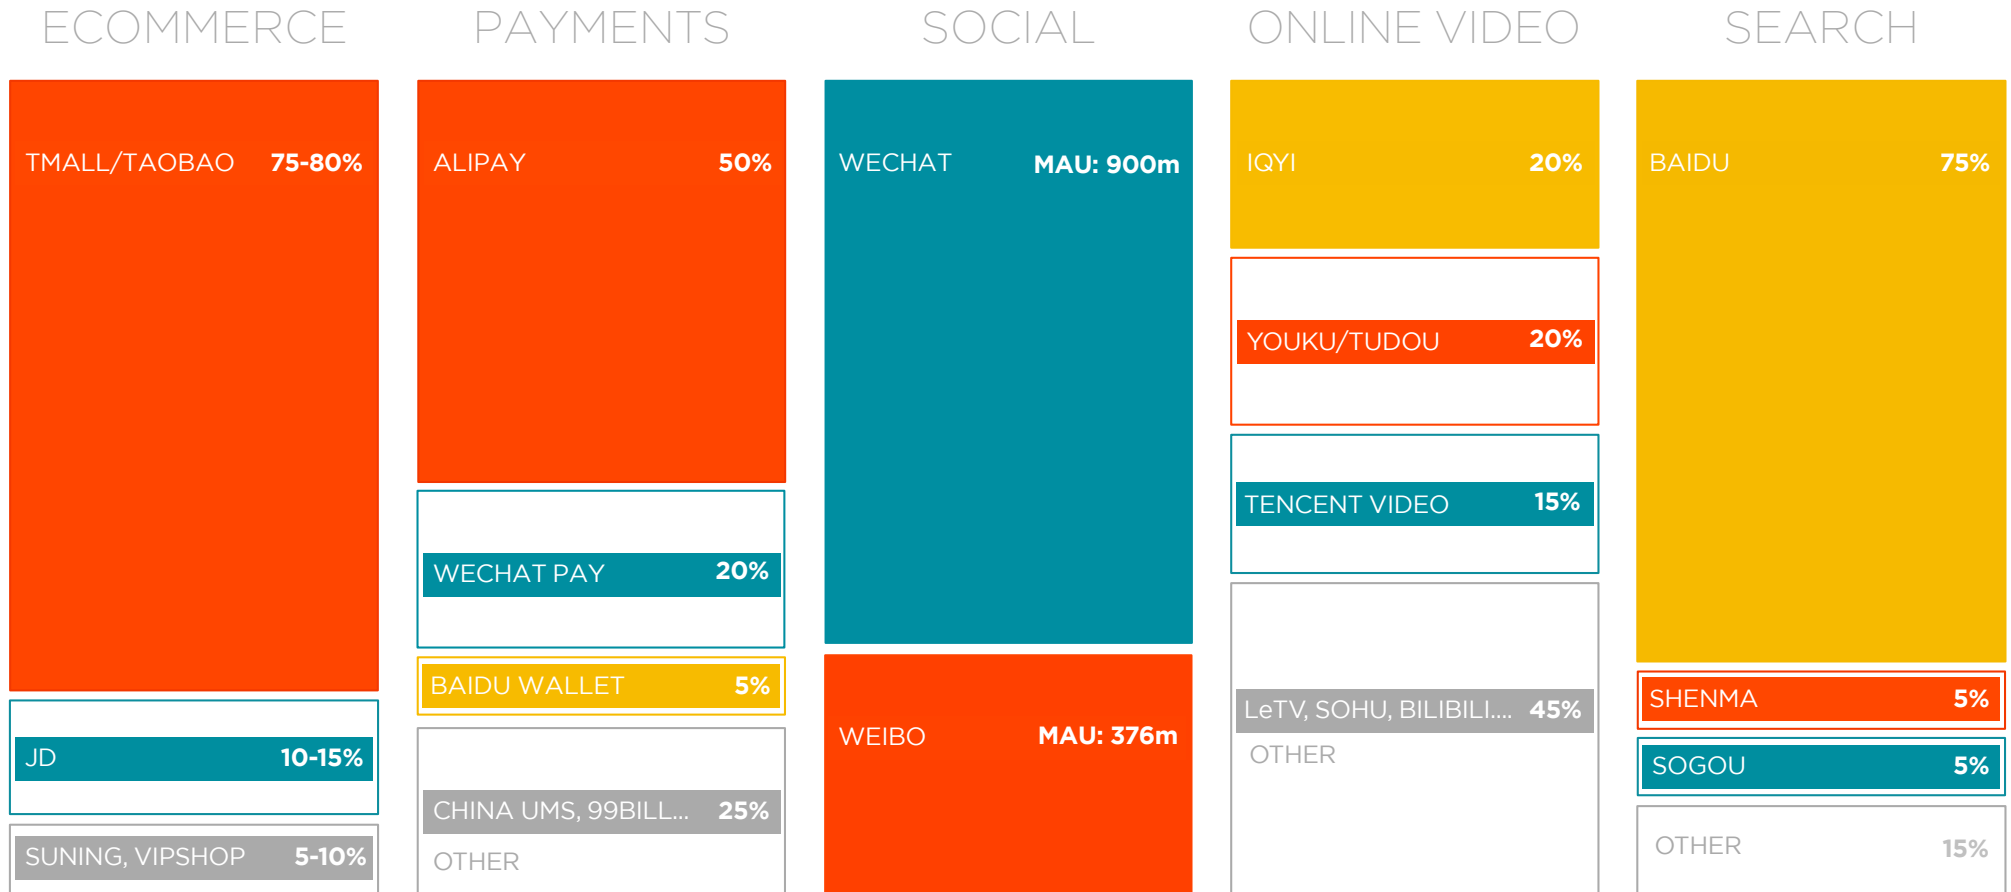 ECOMMERCE
TMALL/TAOBAO 75-80%
JD 10-15%
SUNING, VIPSHOP 5-10%
PAYMENTS
ALIPAY 50%
WECHAT PAY 20%
BAIDU WALLET 5%
CHINA UMS, 99BILL... 25%
OTHER
SOCIAL
WECHAT MAU: 900m
WEIBO MAU: 376m
ONLINE VIDEO
IQYI 20%
YOUKU/TUDOU 20%
TENCENT VIDEO 15%
LeTV, SOHU, BILIBILI.... 45%
OTHER
SEARCH
BAIDU 75%
SHENMA 5%
SOGOU 5%
OTHER 15%